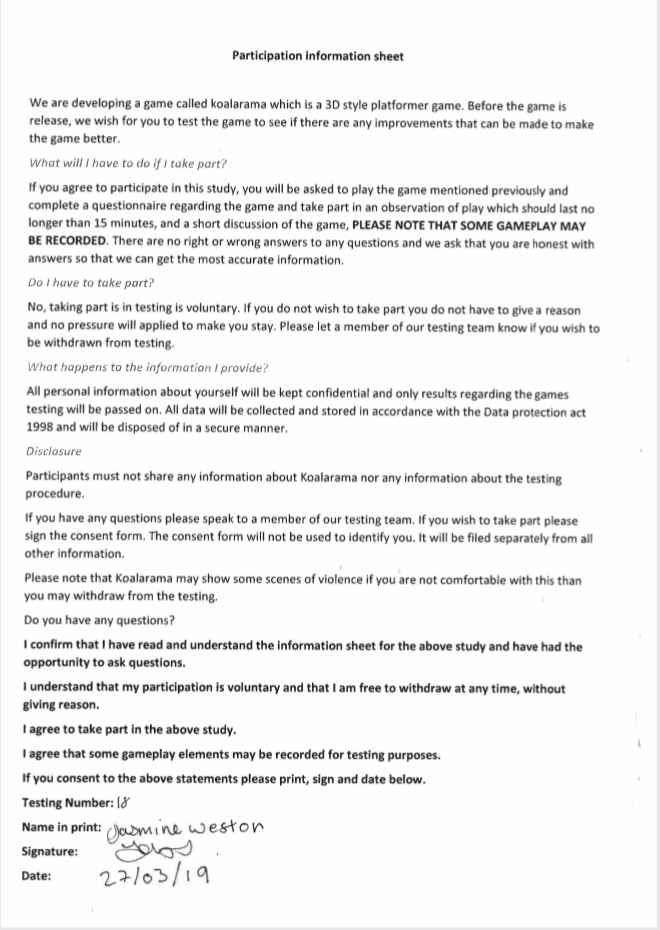 Participation information sheet
We are developing a game called koalarama which is a 3D style platformer game. Before the game is
release, we wish for you to test the game to see if there are any improvements that can be made to make
the game better.
What will I have to do if I take part?
If you agree to participate in this study, you will be asked to play the game mentioned previously and
complete a questionnaire regarding the game and take part in an observation of play which should last no
longer than 15 minutes, and a short discussion of the game, PLEASE NOTE THAT SOME GAMEPLAY MAY
BE RECORDED. There are no right or wrong answers to any questions and we ask that you are honest with
answers so that we can get the most accurate information.
Do I have to take part?
No, taking part is in testing is voluntary. If you do not wish to take part you do not have to give a reason
and no pressure will applied to make you stay. Please let a member of our testing team know if you wish to
be withdrawn from testing.
What happens to the information I provide?
All personal information about yourself will be kept confidential and only results regarding the games
testing will be passed on. All data will be collected and stored in accordance with the Data protection act
1998 and will be disposed of in a secure manner.
Disclosure
Participants must not share any information about Koalarama nor any information about the testing
procedure.
If you have any questions please speak to a member of our testing team. If you wish to take part please
sign the consent form. The consent form will not be used to identify you. It will be filed separately from all
other information.
Please note that Koalarama may show some scenes of violence if you are not comfortable with this than
you may withdraw from the testing.
Do you have any questions?
I confirm that I have read and understand the information sheet for the above study and have had the
opportunity to ask questions.
I understand that my participation is voluntary and that I am free to withdraw at any time, without
giving reason.
I agree to take part in the above study.
I agree that some gameplay elements may be recorded for testing purposes.
If you consent to the above statements please print, sign and date below.
Testing Number: 18
Name in print: Jasmine weston
Signature:
Date: 27/03/19